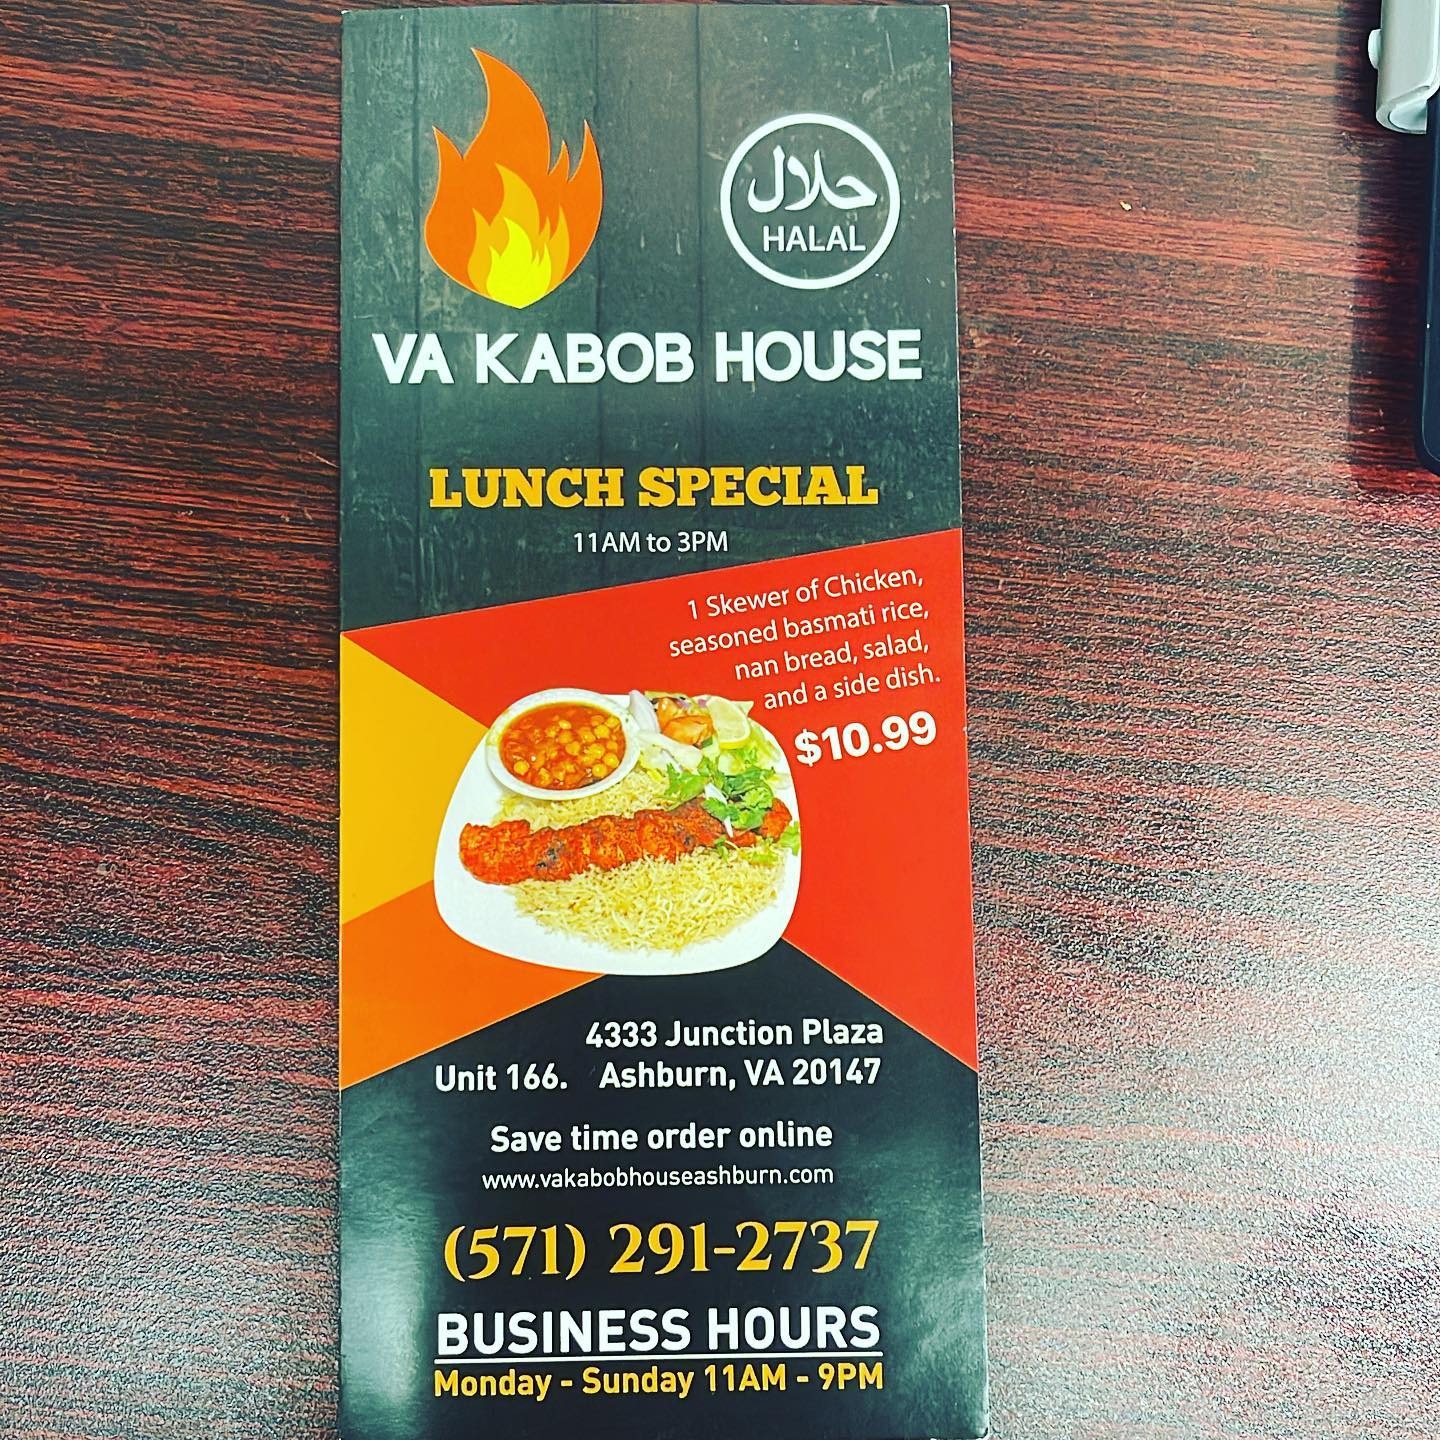 حلال
HALAL
VA KABOB HOUSE
LUNCH SPECIAL
11AM to 3PM
1 Skewer of Chicken,
seasoned basmati rice,
nan bread, salad,
and a side dish.
$10.99
4333 Junction Plaza
Unit 166. Ashburn, VA 20147
Save time order online
www.vakabobhouseashburn.com
(571) 291-2737
BUSINESS HOURS
Monday - Sunday 11AM - 9PM